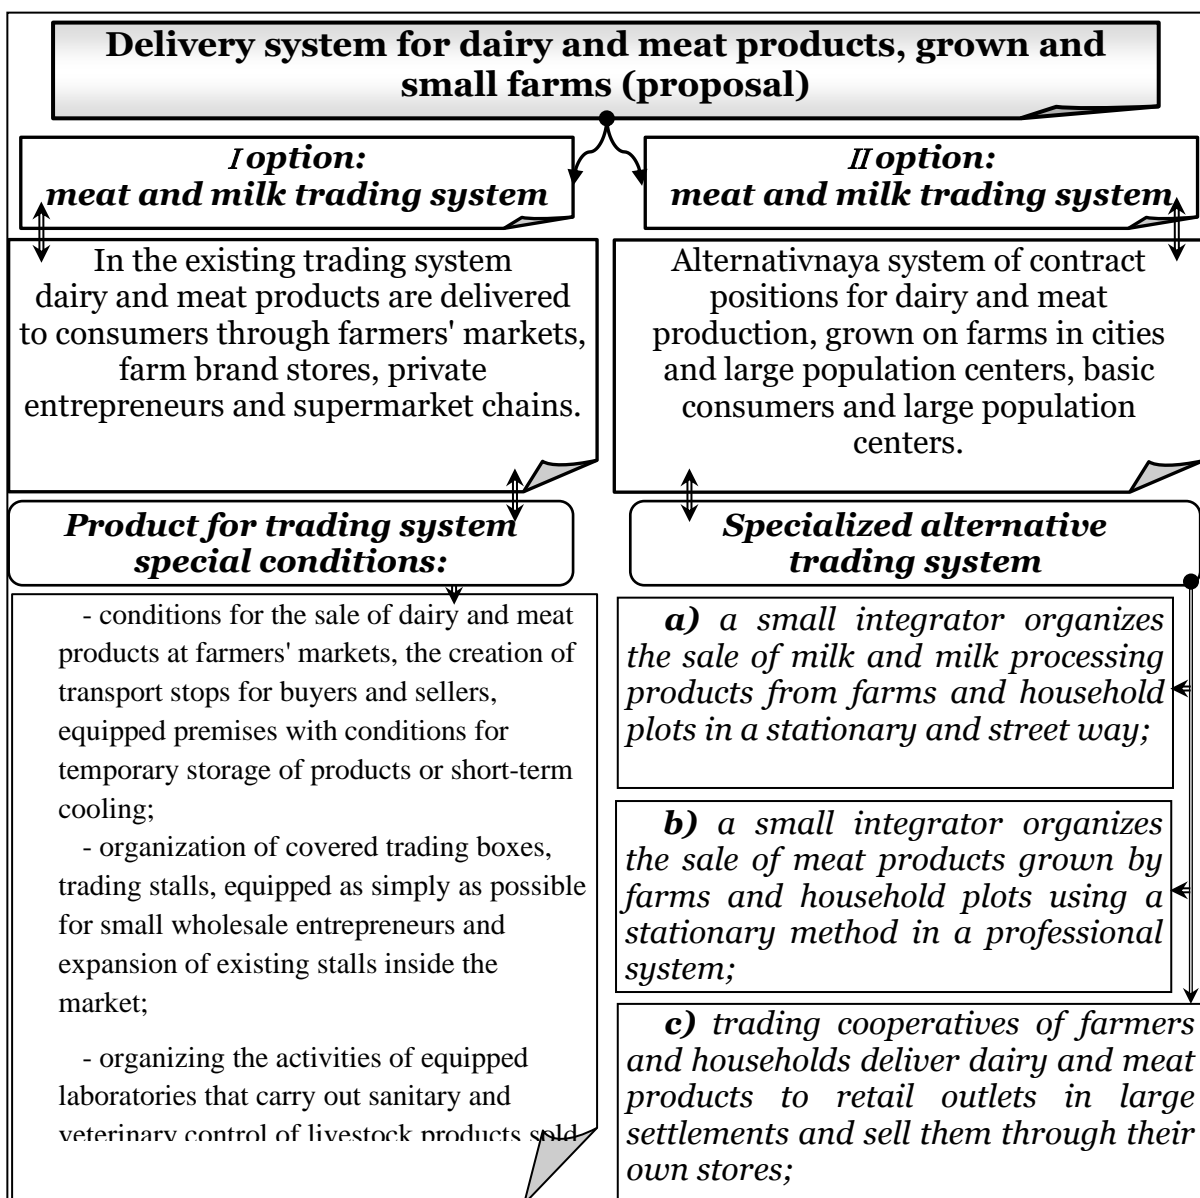 Delivery system for dairy and meat products, grown and
small farms (proposal)
I option:
meat and milk trading system
II option:
meat and milk trading system
In the existing trading system
dairy and meat products are delivered
to consumers through farmers' markets,
farm brand stores, private
entrepreneurs and supermarket chains.
Alternativnaya system of contract
positions for dairy and meat
production, grown on farms in cities
and large population centers, basic
consumers and large population
centers.
Product for trading system
special conditions:
Specialized alternative
trading system
- conditions for the sale of dairy and meat
products at farmers' markets, the creation of
transport stops for buyers and sellers,
equipped premises with conditions for
temporary storage of products or short-term
cooling;
- organization of covered trading boxes,
trading stalls, equipped as simply as possible
for small wholesale entrepreneurs and
expansion of existing stalls inside the
market;
- organizing the activities of equipped
laboratories that carry out sanitary and
veterinary control of livestock products sold
a) a small integrator organizes
the sale of milk and milk processing
products from farms and household
plots in a stationary and street way;
b) a small integrator organizes
the sale of meat products grown by
farms and household plots using a
stationary method in a professional
system;
c) trading cooperatives of farmers
and households deliver dairy and meat
products to retail outlets in large
settlements and sell them through their
own stores;